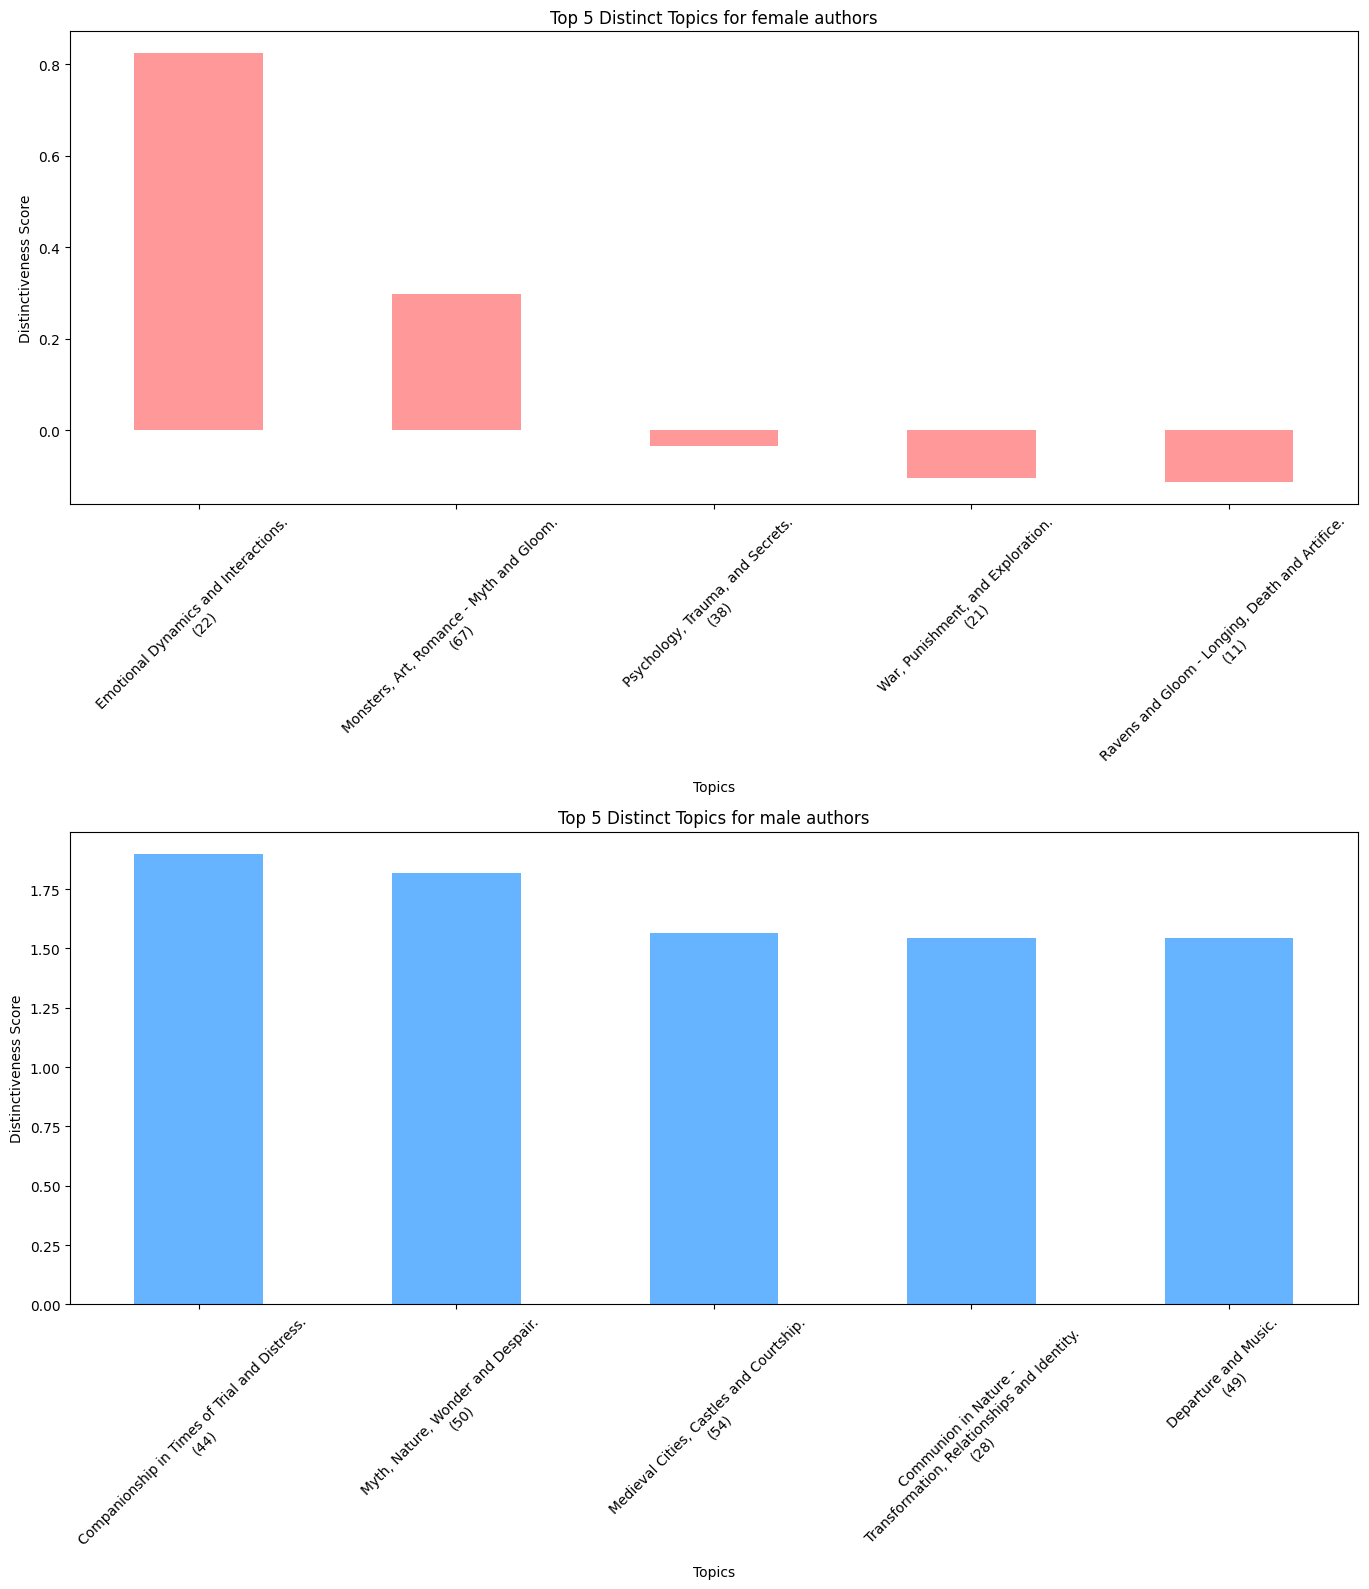 Top 5 Distinct Topics for female authors
Distinctiveness Score
0.8
0.6
0.4
0.2
0.0
Emotional Dynamics and Interactions.
(22)
Monsters, Art, Romance - Myth and Gloom.
(67)
Psychology, Trauma, and Secrets.
(38)
War, Punishment, and Exploration.
(21)
Ravens and Gloom - Longing, Death and Artifice.
(11)
Topics
Top 5 Distinct Topics for male authors
Distinctiveness Score
1.75
1.50
1.25
1.00
0.75
0.50
0.25
0.00
Companionship in Times of Trial and Distress.
(44)
Myth, Nature, Wonder and Despair.
(50)
Medieval Cities, Castles and Courtship.
(54)
Communion in Nature -
Transformation, Relationships and Identity.
(28)
Departure and Music.
(49)
Topics